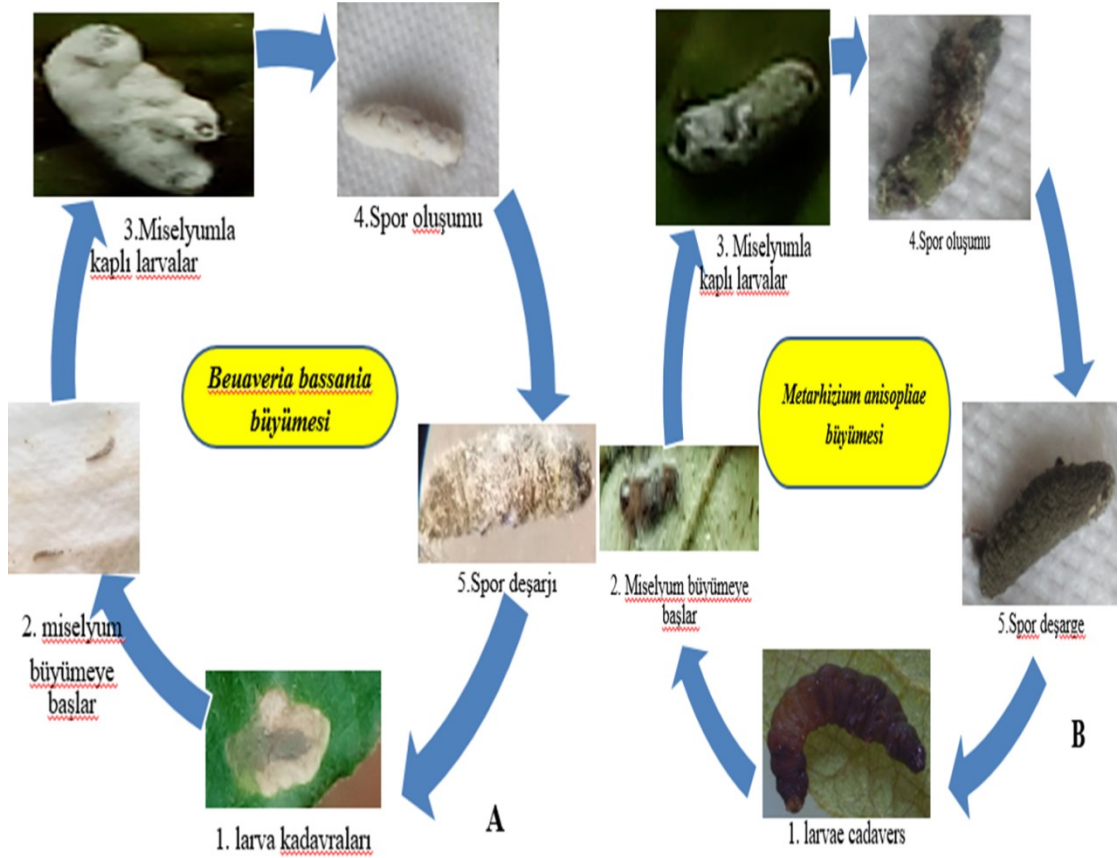 3.Miselyumla
kaplı larvalar
4.Spor oluşumu
Beuaveria bassania
büyümesi
5.Spor deşarjı
2. miselyum
büyümeye
başlar
1. larva kadavraları
A
3. Miselyumla
kaplı larvalar
4.Spor oluşumu
Metarhizium anisopliae
büyümesi
2. Miselyum büyümeye
başlar
5.Spor deşarge
1. larvae cadavers
B